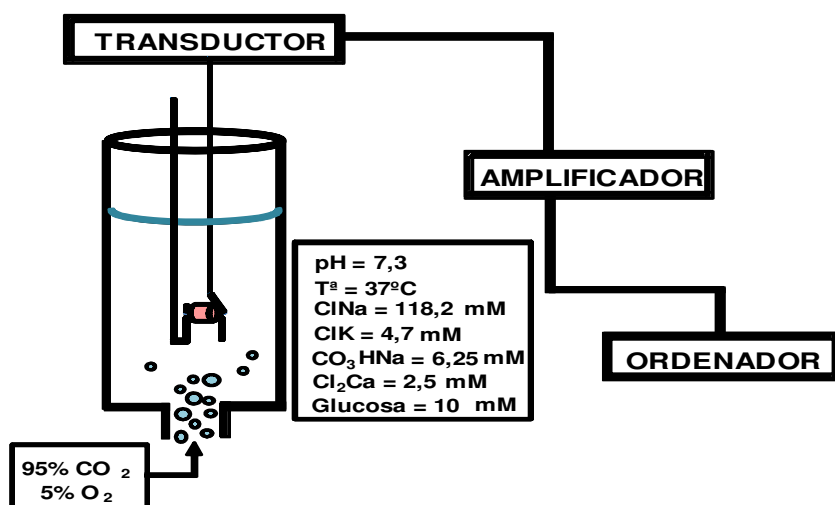 TRANSDUCTOR
AMPLIFICADOR
pH = 7,3
Tª = 37ºC
ClNa = 118,2 mM
ClK = 4,7 mM
CO₃HNa = 6,25 mM
Cl₂Ca = 2,5 mM
Glucosa = 10 mM
ORDENADOR
95% CO ₂
5% O ₂